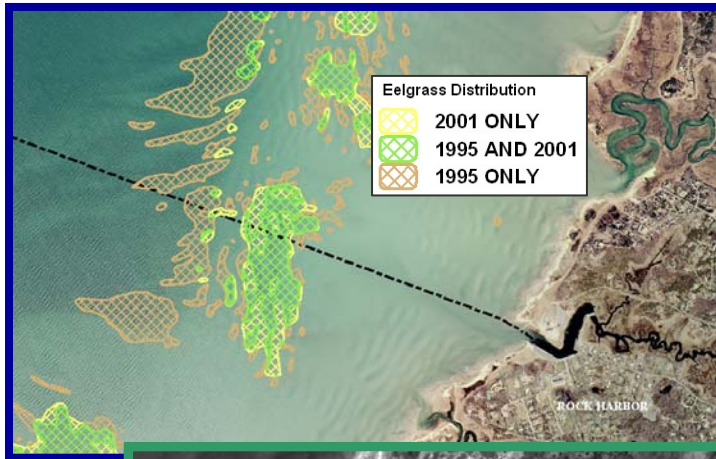 Eelgrass Distribution
2001 ONLY
1995 AND 2001
1995 ONLY
ROCK HARBOR